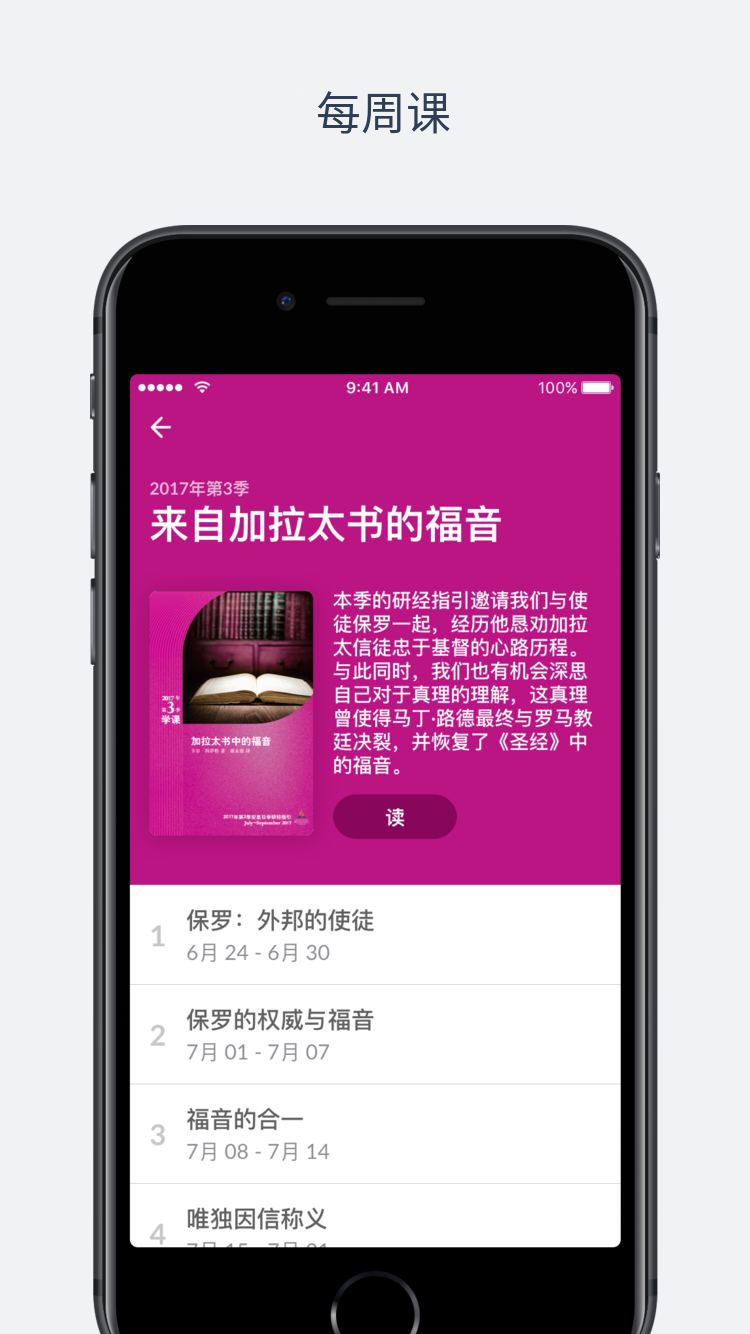 每周课
9:41 AM
100%
2017年第3季
来自加拉太书的福音
本季的研经指引邀请我们与使
徒保罗一起，经历他恳劝加拉
太信徒忠于基督的心路历程。
与此同时，我们也有机会深思
自己对于真理的理解，这真理
曾使得马丁·路德最终与罗马教
廷决裂，并恢复了《圣经》中
的福音。
2017 年
第 3 季
学课
加拉太书中的福音
2017年第3季安息日学研经指引
July~September 2017
读
1
保罗：外邦的使徒
6月 24 - 6月 30
2
保罗的权威与福音
7月 01 - 7月 07
3
福音的合一
7月 08 - 7月 14
4
唯独因信称义
7月 15 - 7月 21